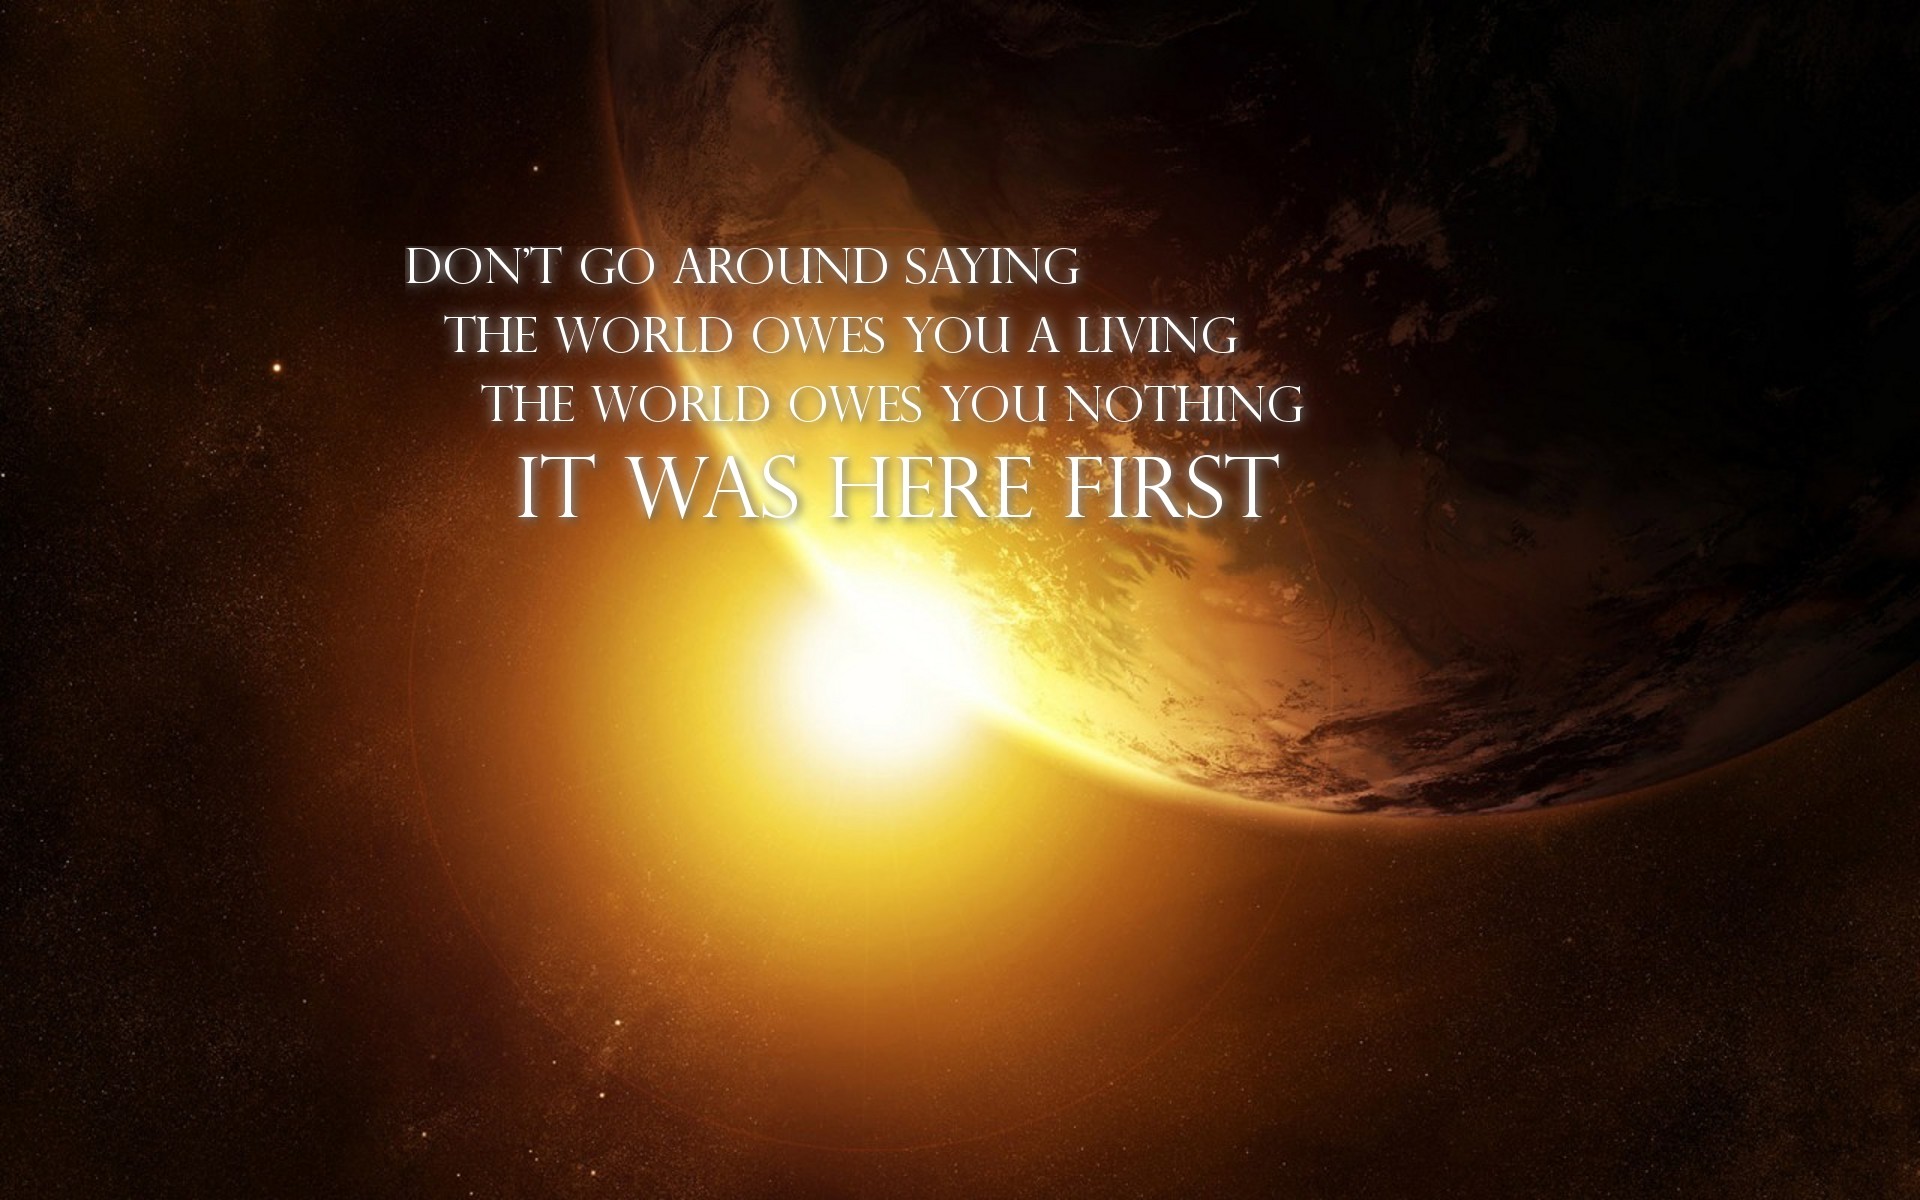 DON'T GO AROUND SAYING
THE WORLD OWES YOU A LIVING
THE WORLD OWES YOU NOTHING
IT WAS HERE FIRST